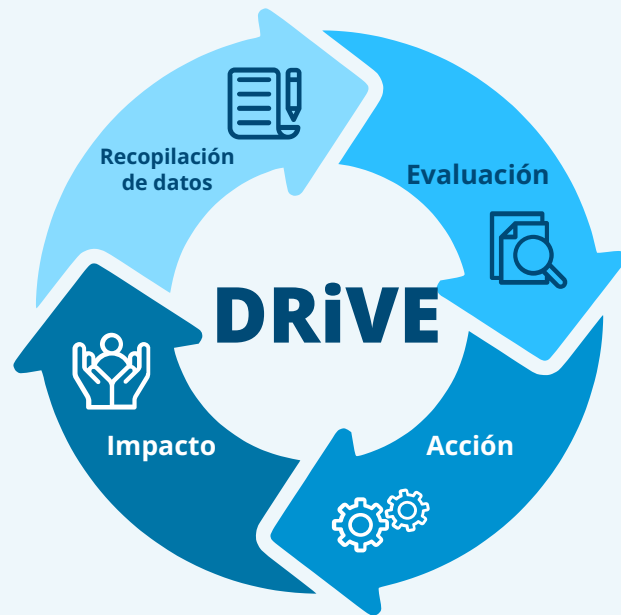 Recopilación
de datos
Evaluación
DRiVE
Impacto
Acción